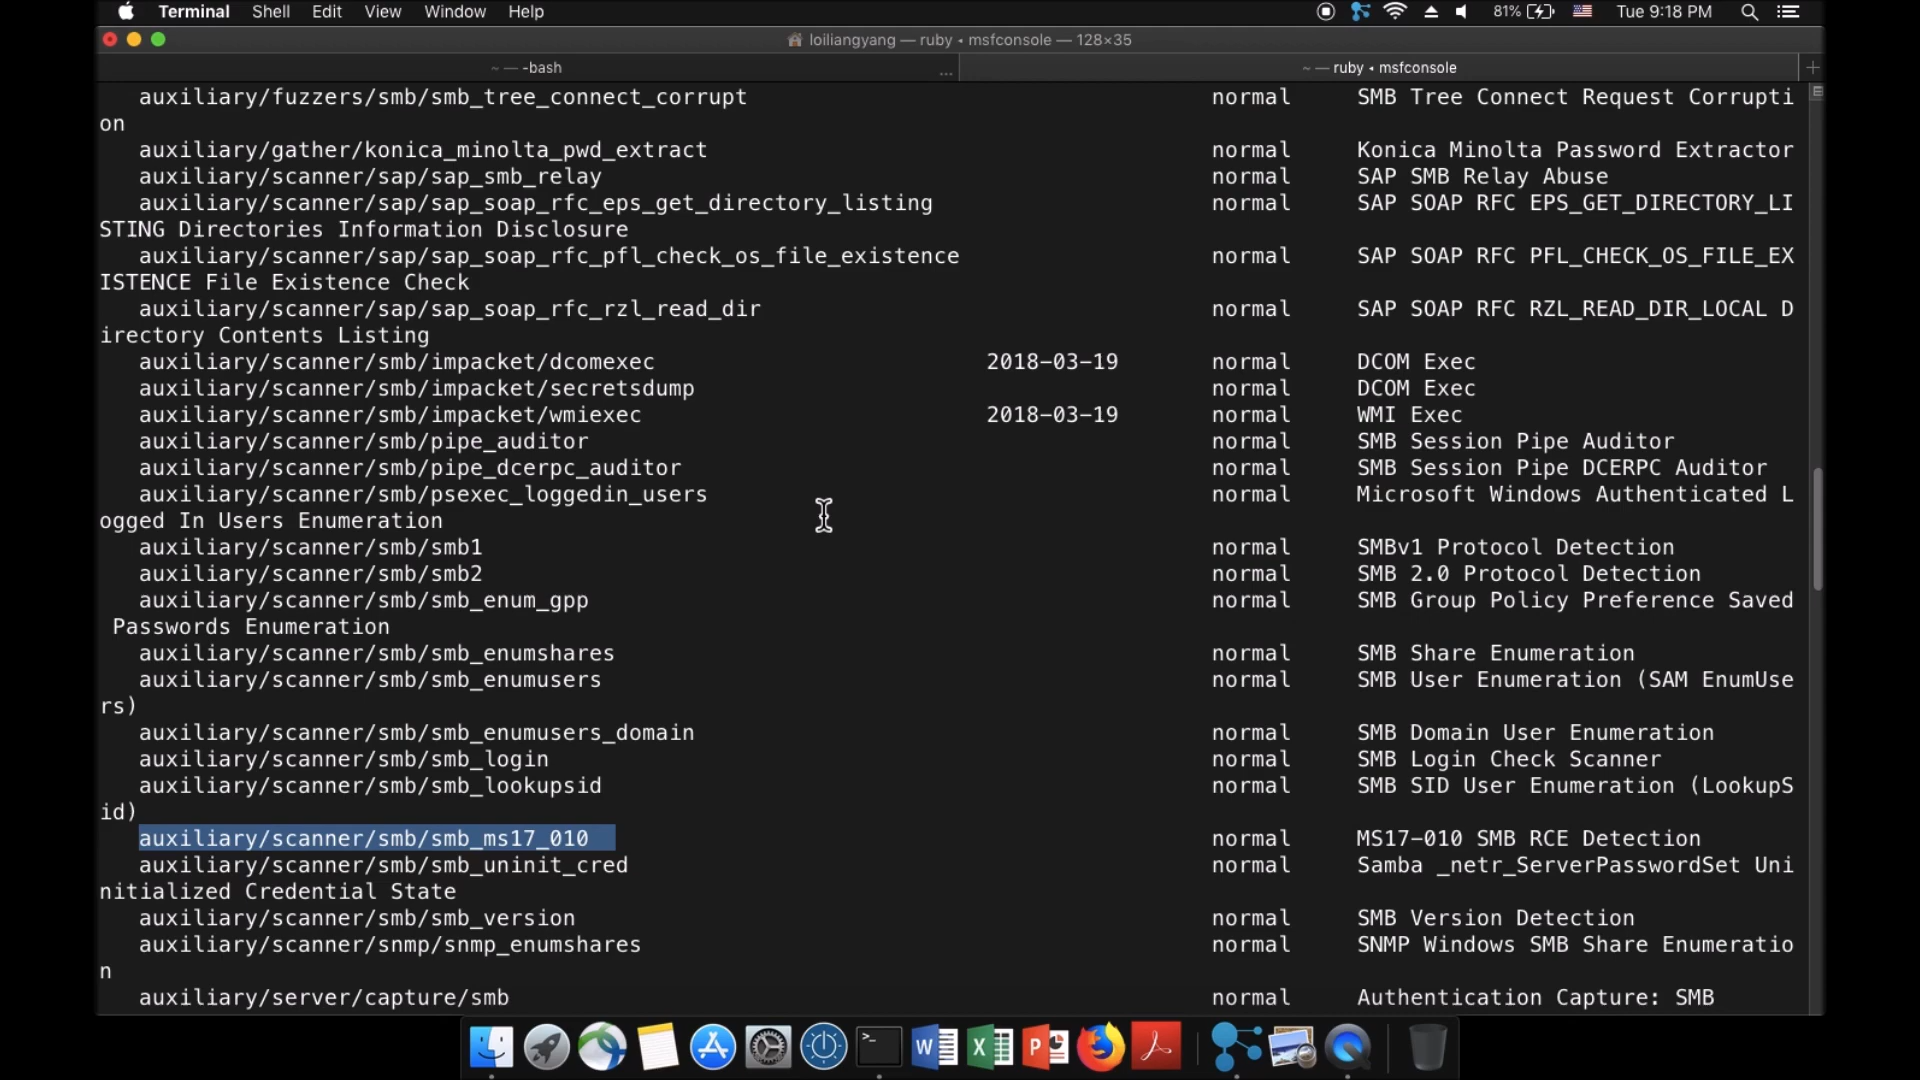 Terminal Shell Edit View Window Help 81% Tue 9:18 PM
loiliangyang — ruby • msfconsole — 128×35
~ — -bash ... ~ — ruby • msfconsole
auxiliary/fuzzers/smb/smb_tree_connect_corrupt normal SMB Tree Connect Request Corrupti
on
auxiliary/gather/konica_minolta_pwd_extract normal Konica Minolta Password Extractor
auxiliary/scanner/sap/sap_smb_relay normal SAP SMB Relay Abuse
auxiliary/scanner/sap/sap_soap_rfc_eps_get_directory_listing normal SAP SOAP RFC EPS_GET_DIRECTORY_LI
STING Directories Information Disclosure
auxiliary/scanner/sap/sap_soap_rfc_pfl_check_os_file_existence normal SAP SOAP RFC PFL_CHECK_OS_FILE_EX
ISTENCE File Existence Check
auxiliary/scanner/sap/sap_soap_rfc_rzl_read_dir normal SAP SOAP RFC RZL_READ_DIR_LOCAL D
irectory Contents Listing
auxiliary/scanner/smb/impacket/dcomexec 2018-03-19 normal DCOM Exec
auxiliary/scanner/smb/impacket/secretsdump normal DCOM Exec
auxiliary/scanner/smb/impacket/wmiexec 2018-03-19 normal WMI Exec
auxiliary/scanner/smb/pipe_auditor normal SMB Session Pipe Auditor
auxiliary/scanner/smb/pipe_dcerpc_auditor normal SMB Session Pipe DCERPC Auditor
auxiliary/scanner/smb/psexec_loggedin_users normal Microsoft Windows Authenticated L
ogged In Users Enumeration
auxiliary/scanner/smb/smb1 normal SMBv1 Protocol Detection
auxiliary/scanner/smb/smb2 normal SMB 2.0 Protocol Detection
auxiliary/scanner/smb/smb_enum_gpp normal SMB Group Policy Preference Saved
Passwords Enumeration
auxiliary/scanner/smb/smb_enumshares normal SMB Share Enumeration
auxiliary/scanner/smb/smb_enumusers normal SMB User Enumeration (SAM EnumUse
rs)
auxiliary/scanner/smb/smb_enumusers_domain normal SMB Domain User Enumeration
auxiliary/scanner/smb/smb_login normal SMB Login Check Scanner
auxiliary/scanner/smb/smb_lookupsid normal SMB SID User Enumeration (LookupS
id)
auxiliary/scanner/smb/smb_ms17_010 normal MS17-010 SMB RCE Detection
auxiliary/scanner/smb/smb_uninit_cred normal Samba _netr_ServerPasswordSet Uni
nitialized Credential State
auxiliary/scanner/smb/smb_version normal SMB Version Detection
auxiliary/scanner/snmp/snmp_enumshares normal SNMP Windows SMB Share Enumeratio
n
auxiliary/server/capture/smb normal Authentication Capture: SMB